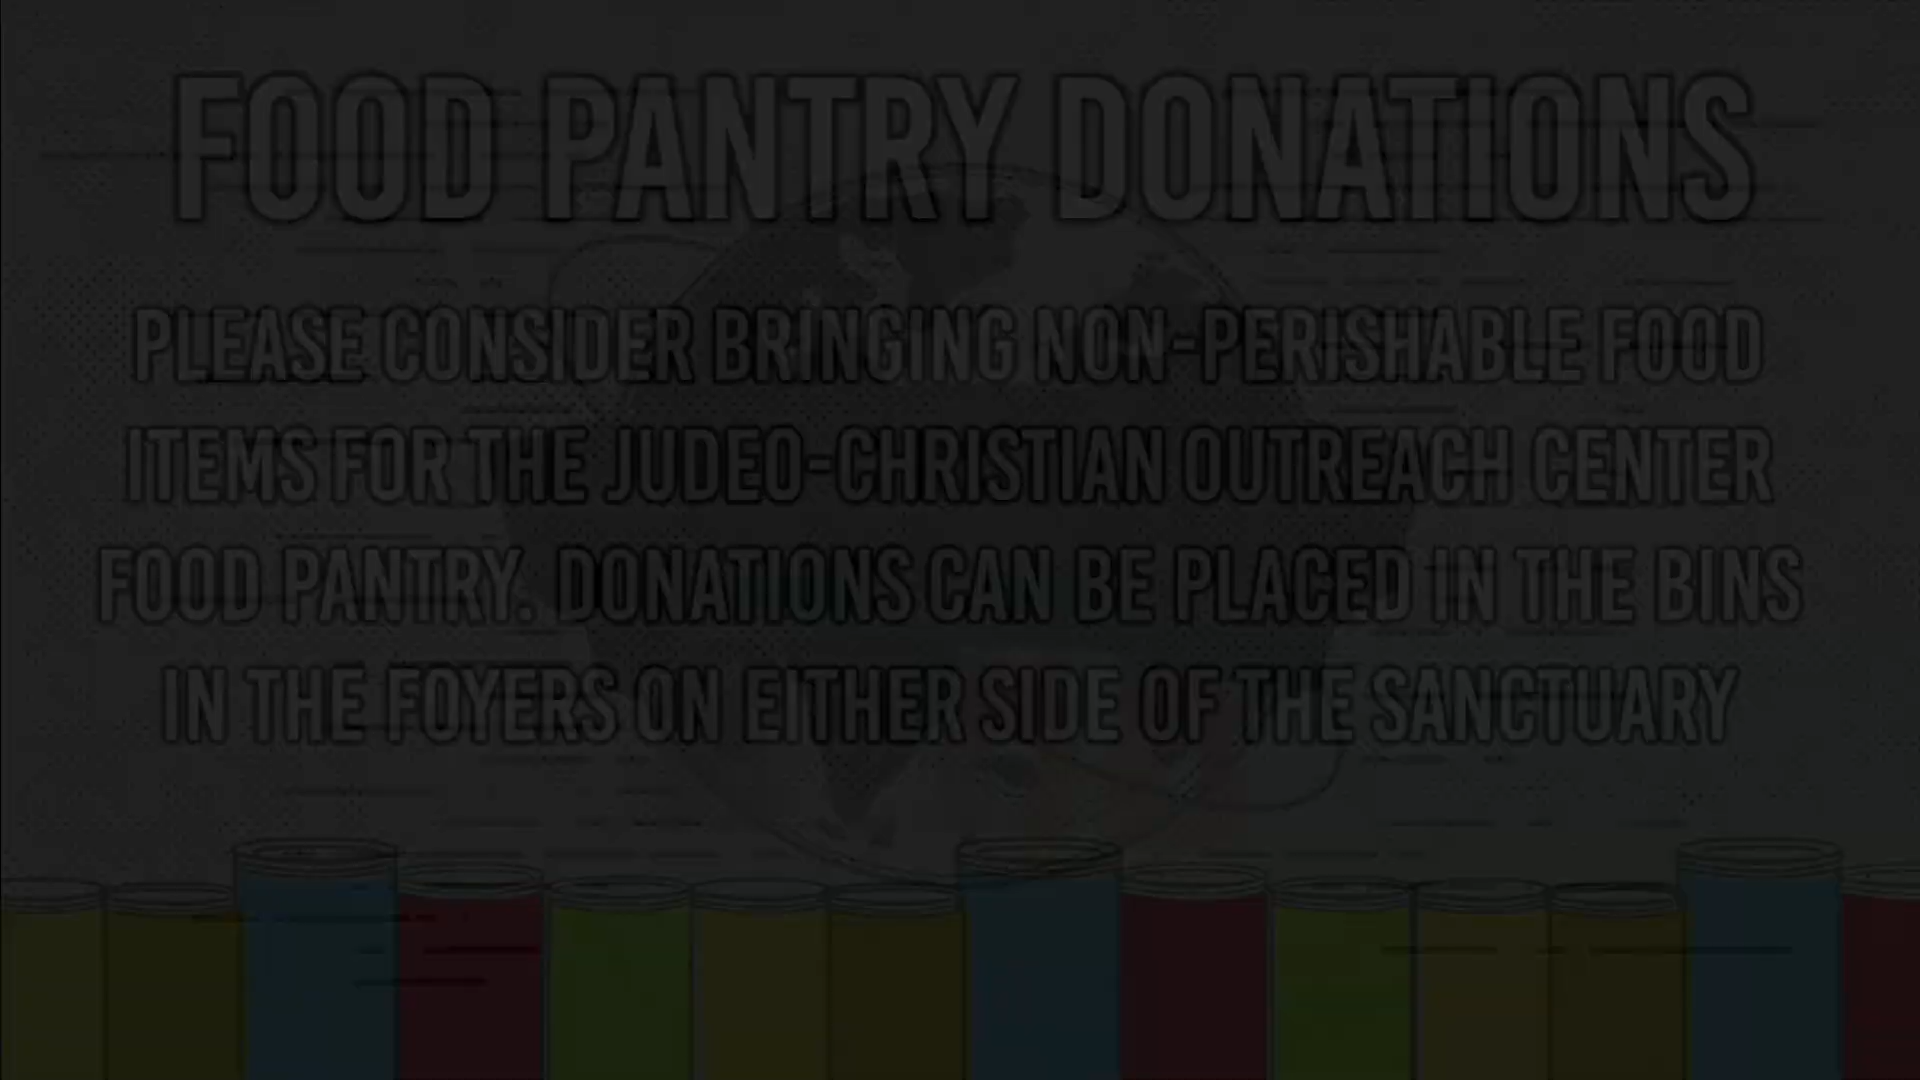 FOOD PANTRY DONATIONS
PLEASE CONSIDER BRINGING NON-PERISHABLE FOOD
ITEMS FOR THE JUDEO-CHRISTIAN OUTREACH CENTER
FOOD PANTRY. DONATIONS CAN BE PLACED IN THE BINS
IN THE FOYERS ON EITHER SIDE OF THE SANCTUARY